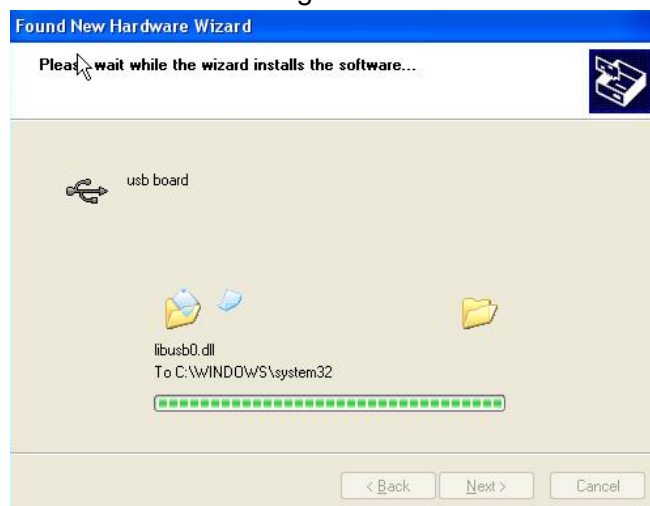 Found New Hardware Wizard
Please wait while the wizard installs the software...
usb board
libusb0.dll
To C:\WINDOWS\system32
< Back Next > Cancel